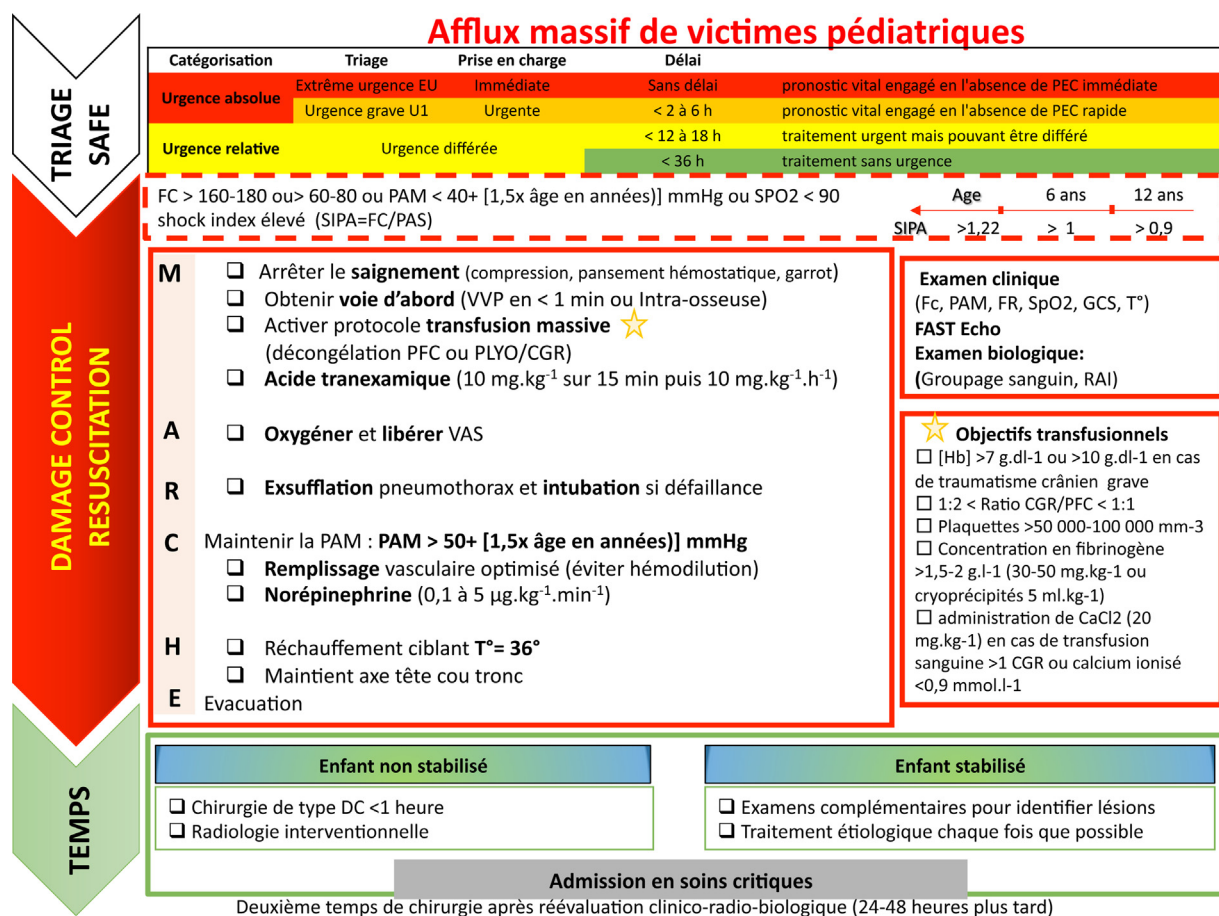 Afflux massif de victimes pédiatriques
TRIAGE
SAFE
Catégorisation Triage Prise en charge Délai
Urgence absolue
Extrême urgence EU Immédiate Sans délai pronostic vital engagé en l'absence de PEC immédiate
Urgence grave U1 Urgente < 2 à 6 h pronostic vital engagé en l'absence de PEC rapide
Urgence relative Urgence différée
< 12 à 18 h traitement urgent mais pouvant être différé
< 36 h traitement sans urgence
FC > 160-180 ou> 60-80 ou PAM < 40+ [1,5x âge en années)] mmHg ou SPO2 < 90
shock index élevé (SIPA=FC/PAS)
Age 6 ans 12 ans
SIPA >1,22 > 1 > 0,9
DAMAGE CONTROL
RESUSCITATION
M
❑ Arrêter le saignement (compression, pansement hémostatique, garrot)
❑ Obtenir voie d'abord (VVP en < 1 min ou Intra-osseuse)
❑ Activer protocole transfusion massive
(décongélation PFC ou PLYO/CGR)
❑ Acide tranexamique (10 mg.kg⁻¹ sur 15 min puis 10 mg.kg⁻¹.h⁻¹)
A
❑ Oxygéner et libérer VAS
R
❑ Exsufflation pneumothorax et intubation si défaillance
C
Maintenir la PAM : PAM > 50+ [1,5x âge en années)] mmHg
❑ Remplissage vasculaire optimisé (éviter hémodilution)
❑ Norépinephrine (0,1 à 5 µg.kg⁻¹.min⁻¹)
H
❑ Réchauffement ciblant T°= 36°
❑ Maintient axe tête cou tronc
E
Evacuation
Examen clinique
(Fc, PAM, FR, SpO2, GCS, T°)
FAST Echo
Examen biologique:
(Groupage sanguin, RAI)
Objectifs transfusionnels
☐ [Hb] >7 g.dl-1 ou >10 g.dl-1 en cas
de traumatisme crânien grave
☐ 1:2 < Ratio CGR/PFC < 1:1
☐ Plaquettes >50 000-100 000 mm-3
☐ Concentration en fibrinogène
>1,5-2 g.l-1 (30-50 mg.kg-1 ou
cryoprécipités 5 ml.kg-1)
☐ administration de CaCl2 (20
mg.kg-1) en cas de transfusion
sanguine >1 CGR ou calcium ionisé
<0,9 mmol.l-1
TEMPS
Enfant non stabilisé
❑ Chirurgie de type DC <1 heure
❑ Radiologie interventionnelle
Enfant stabilisé
❑ Examens complémentaires pour identifier lésions
❑ Traitement étiologique chaque fois que possible
Admission en soins critiques
Deuxième temps de chirurgie après réévaluation clinico-radio-biologique (24-48 heures plus tard)